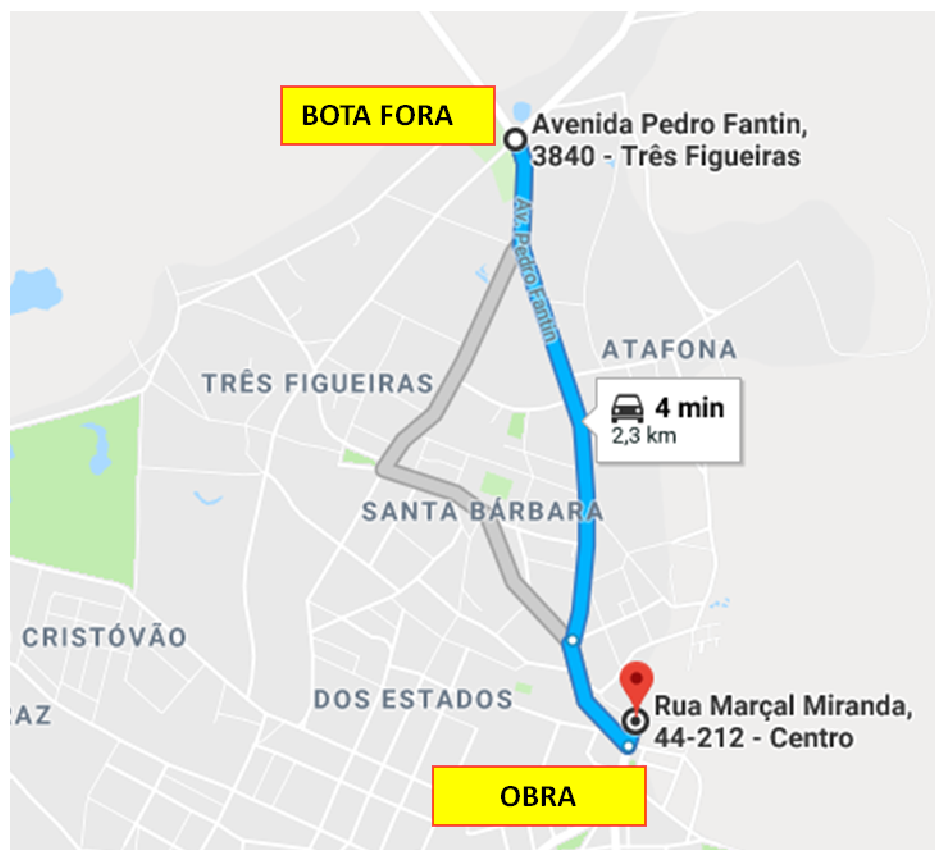 BOTA FORA
Avenida Pedro Fantin,
3840 - Três Figueiras
Av. Pedro Fantin
ATAFONA
TRÊS FIGUEIRAS
4 min
2,3 km
SANTA BÁRBARA
CRISTÓVÃO
DOS ESTADOS
RAZ
Rua Marçal Miranda,
44-212 - Centro
OBRA